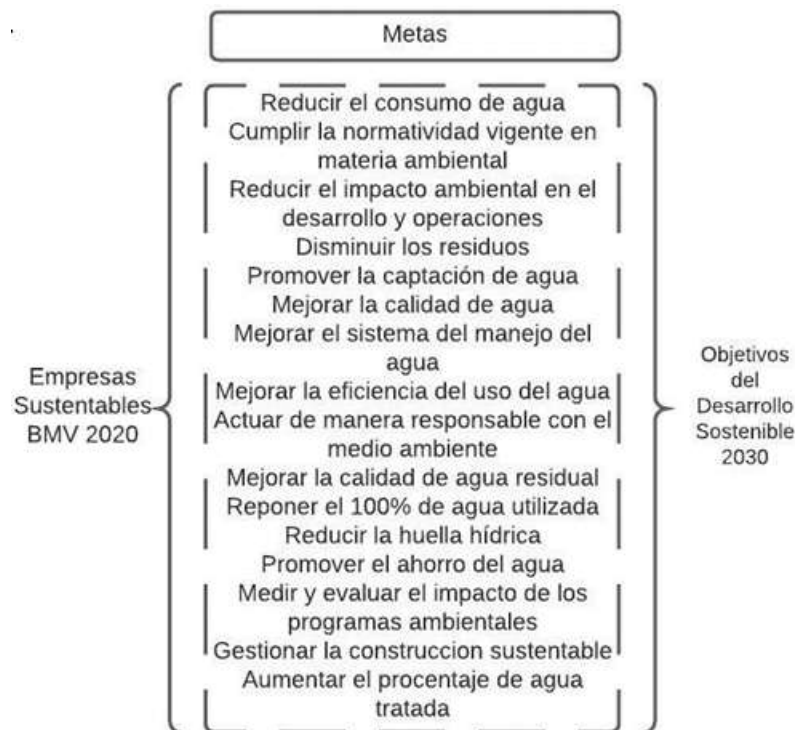 Metas
Reducir el consumo de agua
Cumplir la normatividad vigente en
materia ambiental
Reducir el impacto ambiental en el
desarrollo y operaciones
Disminuir los residuos
Promover la captación de agua
Mejorar la calidad de agua
Mejorar el sistema del manejo del
agua
Mejorar la eficiencia del uso del agua
Actuar de manera responsable con el
medio ambiente
Mejorar la calidad de agua residual
Reponer el 100% de agua utilizada
Reducir la huella hídrica
Promover el ahorro del agua
Medir y evaluar el impacto de los
programas ambientales
Gestionar la construccion sustentable
Aumentar el procentaje de agua
tratada
Empresas
Sustentables
BMV 2020
Objetivos
del
Desarrollo
Sostenible
2030